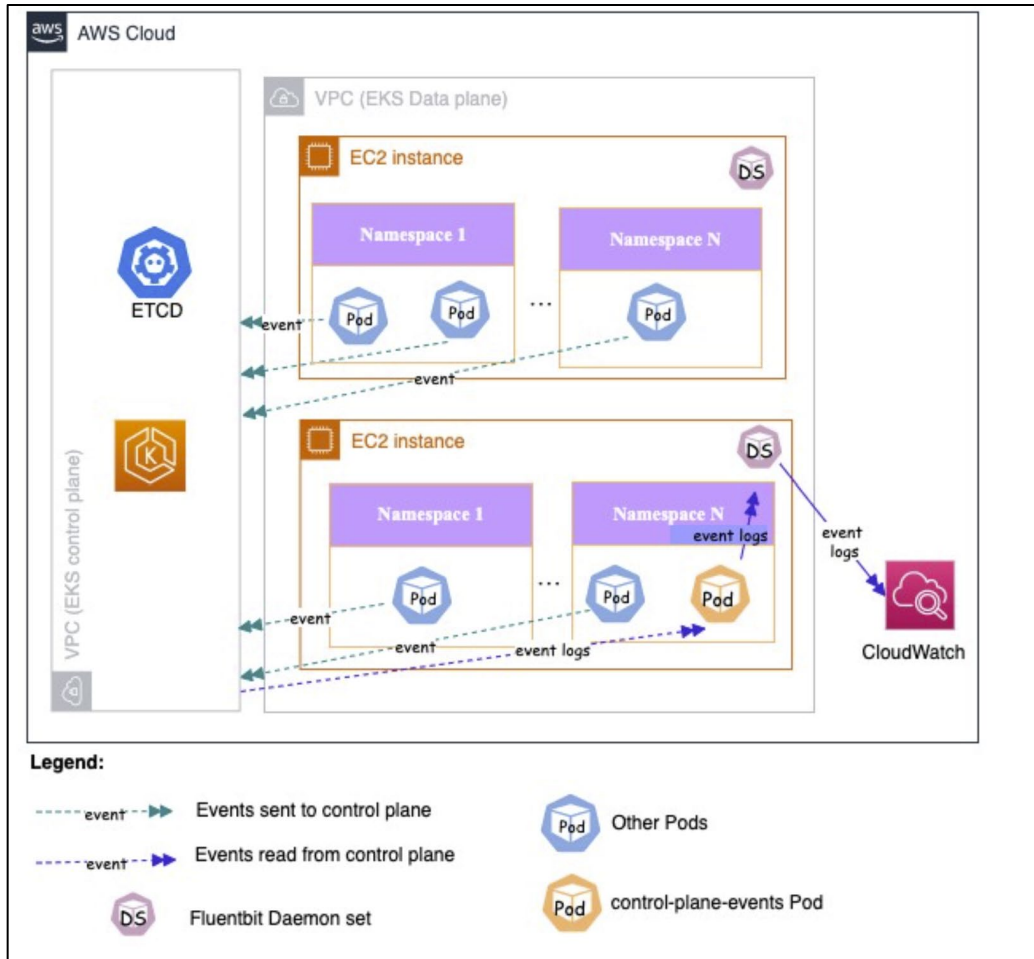 aws
AWS Cloud
VPC (EKS control plane)
ETCD
K
VPC (EKS Data plane)
EC2 instance
DS
Namespace 1
Namespace N
Pod
Pod
...
Pod
event
event
EC2 instance
DS
Namespace 1
Namespace N
event logs
Pod
...
Pod
Pod
event
event
event logs
event
logs
CloudWatch
Legend:
event
Events sent to control plane
event
Events read from control plane
DS
Fluentbit Daemon set
Pod
Other Pods
Pod
control-plane-events Pod